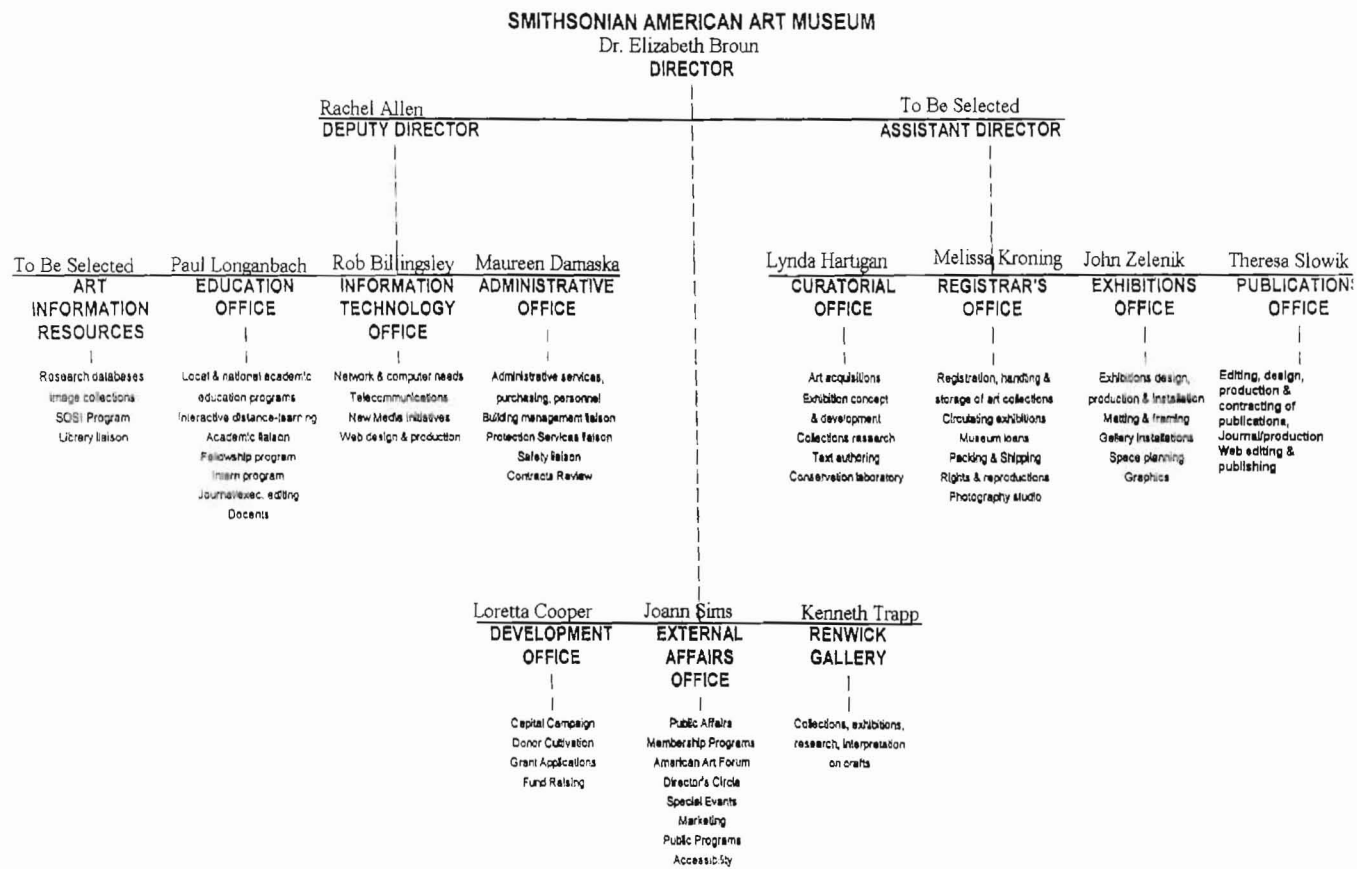 SMITHSONIAN AMERICAN ART MUSEUM
Dr. Elizabeth Broun
DIRECTOR
Rachel Allen
DEPUTY DIRECTOR
To Be Selected
ASSISTANT DIRECTOR
To Be Selected
ART
INFORMATION
RESOURCES
Research databases
Image collections
SOS! Program
Library liaison
Paul Longanbach
EDUCATION
OFFICE
Local & national academic
education programs
Interactive distance-learning
Academic liaison
Fellowship program
Intern program
Journal/exec. editing
Docents
Rob Billingsley
INFORMATION
TECHNOLOGY
OFFICE
Network & computer needs
Telecommunications
New Media Initiatives
Web design & production
Maureen Damaska
ADMINISTRATIVE
OFFICE
Administrative services,
purchasing, personnel
Building management liaison
Protection Services liaison
Safety liaison
Contracts Review
Lynda Hartigan
CURATORIAL
OFFICE
Art acquisitions
Exhibition concept
& development
Collections research
Text authoring
Conservation laboratory
Melissa Kroning
REGISTRAR'S
OFFICE
Registration, handling &
storage of art collections
Circulating exhibitions
Museum loans
Packing & Shipping
Rights & reproductions
Photography studio
John Zelenik
EXHIBITIONS
OFFICE
Exhibitions design,
production & installation
Matting & framing
Gallery installations
Space planning
Graphics
Theresa Slowik
PUBLICATIONS
OFFICE
Editing, design,
production &
contracting of
publications,
Journal/production
Web editing &
publishing
Loretta Cooper
DEVELOPMENT
OFFICE
Capital Campaign
Donor Cultivation
Grant Applications
Fund Raising
Joann Sims
EXTERNAL
AFFAIRS
OFFICE
Public Affairs
Membership Programs
American Art Forum
Director's Circle
Special Events
Marketing
Public Programs
Accessibility
Kenneth Trapp
RENWICK
GALLERY
Collections, exhibitions,
research, interpretation
on crafts